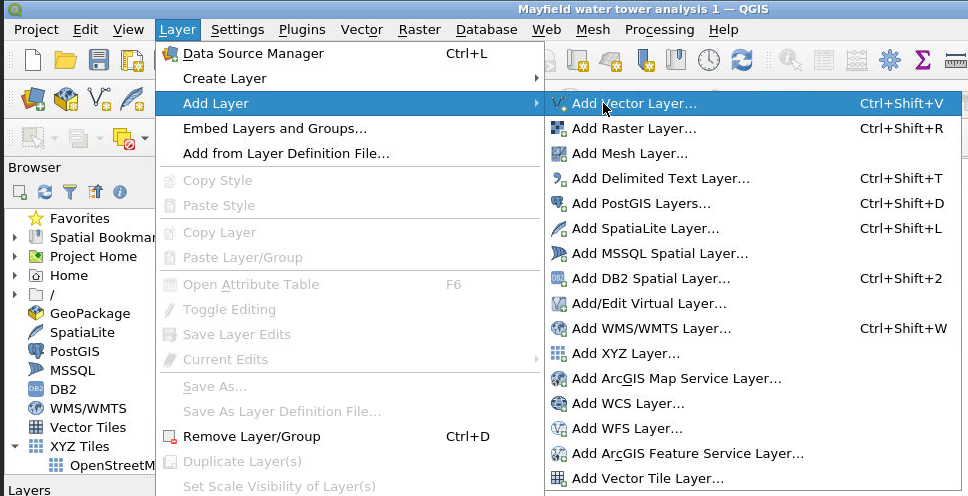 Mayfield water tower analysis 1 — QGIS
Project Edit View Layer Settings Plugins Vector Raster Database Web Mesh Processing Help
Data Source Manager Ctrl+L
Create Layer
Add Layer
Embed Layers and Groups...
Add from Layer Definition File...
Copy Style
Paste Style
Copy Layer
Paste Layer/Group
Open Attribute Table F6
Toggle Editing
Save Layer Edits
Current Edits
Save As...
Save As Layer Definition File...
Remove Layer/Group Ctrl+D
Duplicate Layer(s)
Set Scale Visibility of Layer(s)
Add Vector Layer... Ctrl+Shift+V
Add Raster Layer... Ctrl+Shift+R
Add Mesh Layer...
Add Delimited Text Layer... Ctrl+Shift+T
Add PostGIS Layers... Ctrl+Shift+D
Add SpatiaLite Layer... Ctrl+Shift+L
Add MSSQL Spatial Layer...
Add DB2 Spatial Layer... Ctrl+Shift+2
Add/Edit Virtual Layer...
Add WMS/WMTS Layer... Ctrl+Shift+W
Add XYZ Layer...
Add ArcGIS Map Service Layer...
Add WCS Layer...
Add WFS Layer...
Add ArcGIS Feature Service Layer...
Add Vector Tile Layer...
Browser
Favorites
Spatial Bookmar
Project Home
Home
/
GeoPackage
SpatiaLite
PostGIS
MSSQL
DB2 DB2
WMS/WMTS
Vector Tiles
XYZ Tiles
OpenStreetM
Layers